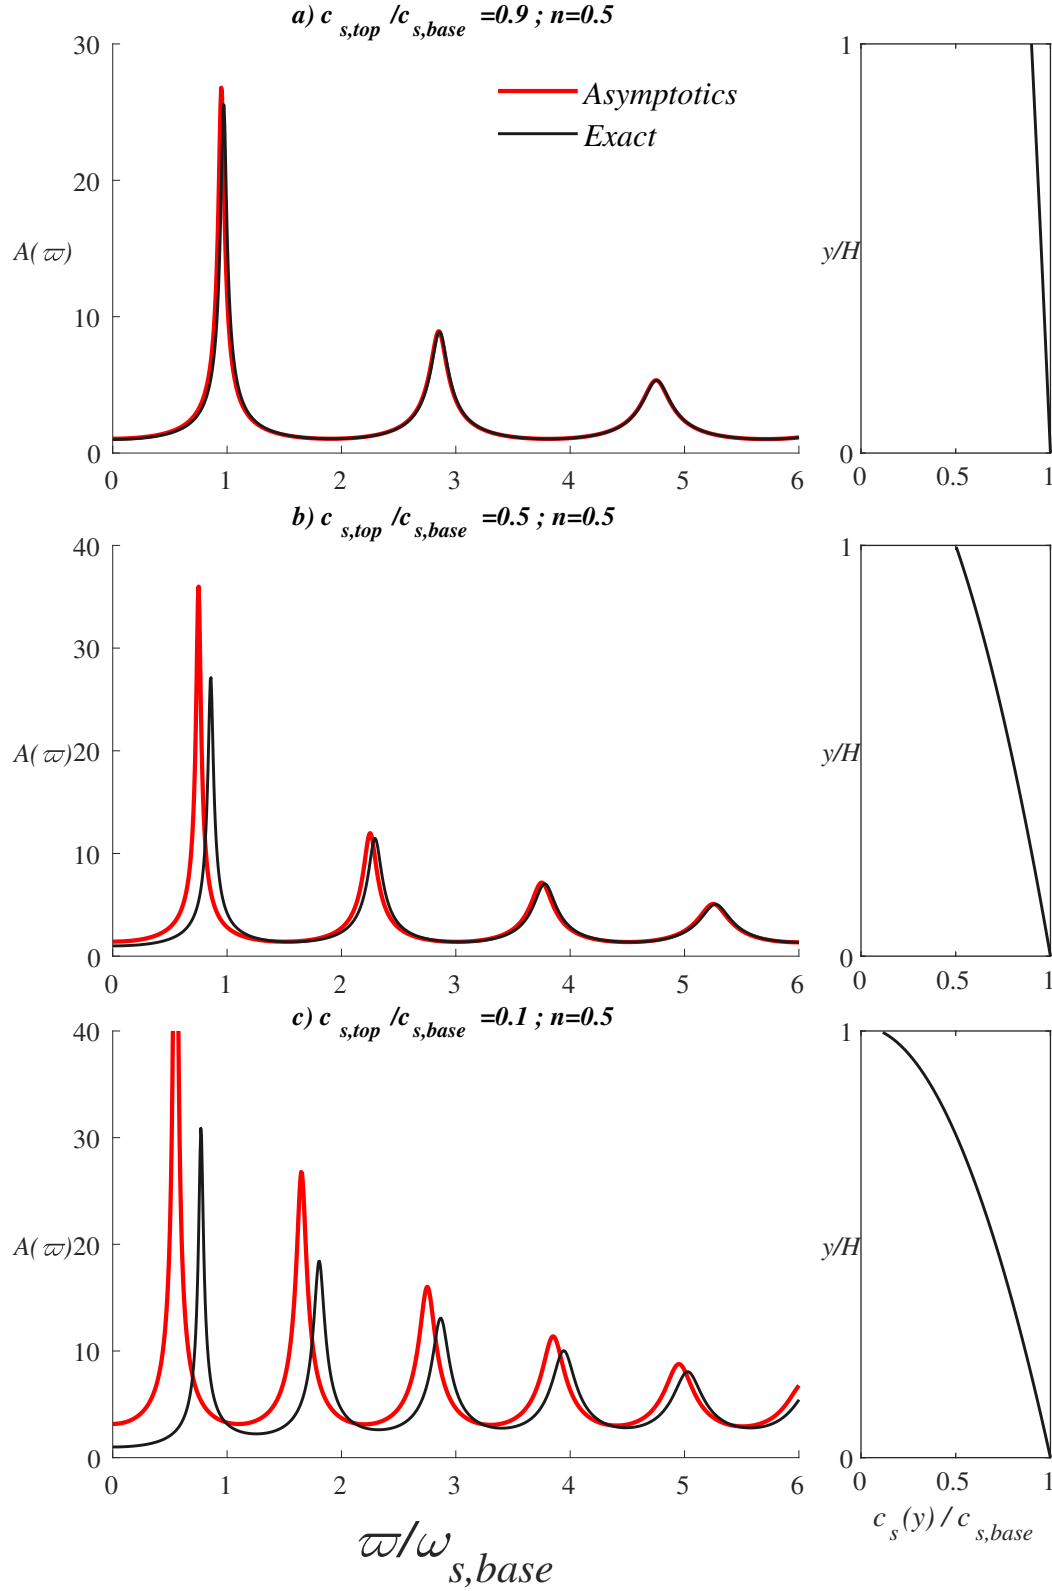 a) c s,top /c s,base =0.9 ; n=0.5
30
20
10
0
A(ϖ)
Asymptotics
Exact
0 1 2 3 4 5 6
1
y/H
0
0 0.5 1
b) c s,top /c s,base =0.5 ; n=0.5
40
30
A(ϖ) 20
10
0
0 1 2 3 4 5 6
1
y/H
0
0 0.5 1
c) c s,top /c s,base =0.1 ; n=0.5
40
30
A(ϖ) 20
10
0
0 1 2 3 4 5 6
ϖ/ω s,base
1
y/H
0
0 0.5 1
c s (y) / c s,base